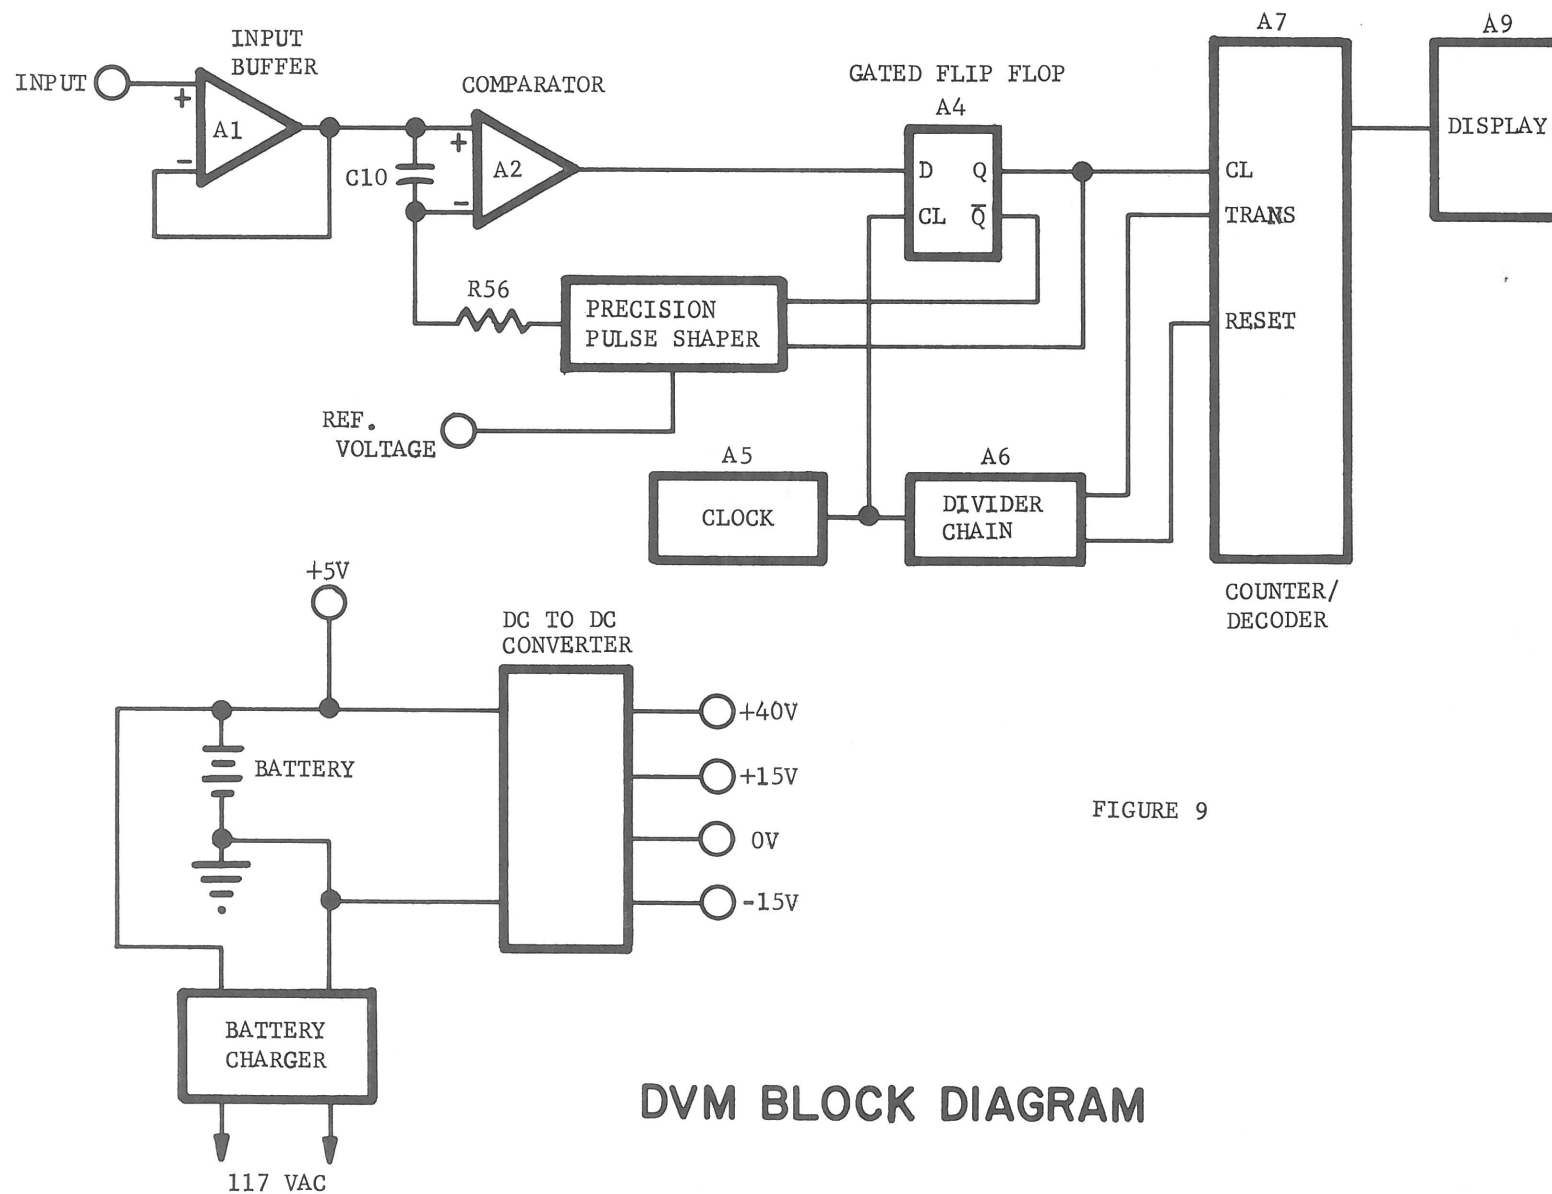 A7
A9
INPUT
BUFFER
INPUT
+
-
A1
COMPARATOR
+
-
A2
C10
GATED FLIP FLOP
A4
D Q
CL Q̅
CL
TRANS
RESET
DISPLAY
R56
PRECISION
PULSE SHAPER
REF.
VOLTAGE
A5
CLOCK
A6
DIVIDER
CHAIN
COUNTER/
DECODER
+5V
DC TO DC
CONVERTER
+40V
+15V
0V
-15V
BATTERY
FIGURE 9
BATTERY
CHARGER
117 VAC
DVM BLOCK DIAGRAM